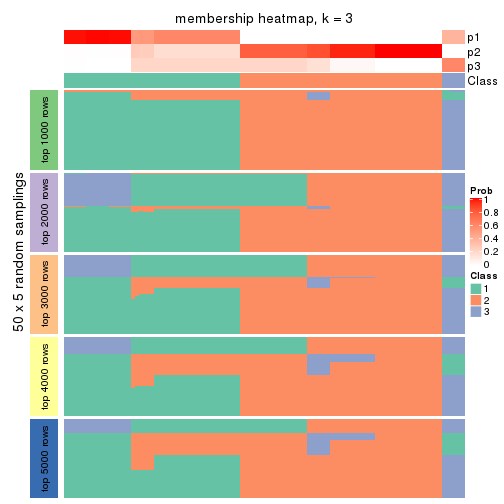 membership heatmap, k = 3
p1
p2
p3
Class
50 x 5 random samplings
top 1000 rows
top 2000 rows
top 3000 rows
top 4000 rows
top 5000 rows
Prob
1
0.8
0.6
0.4
0.2
0
Class
1
2
3